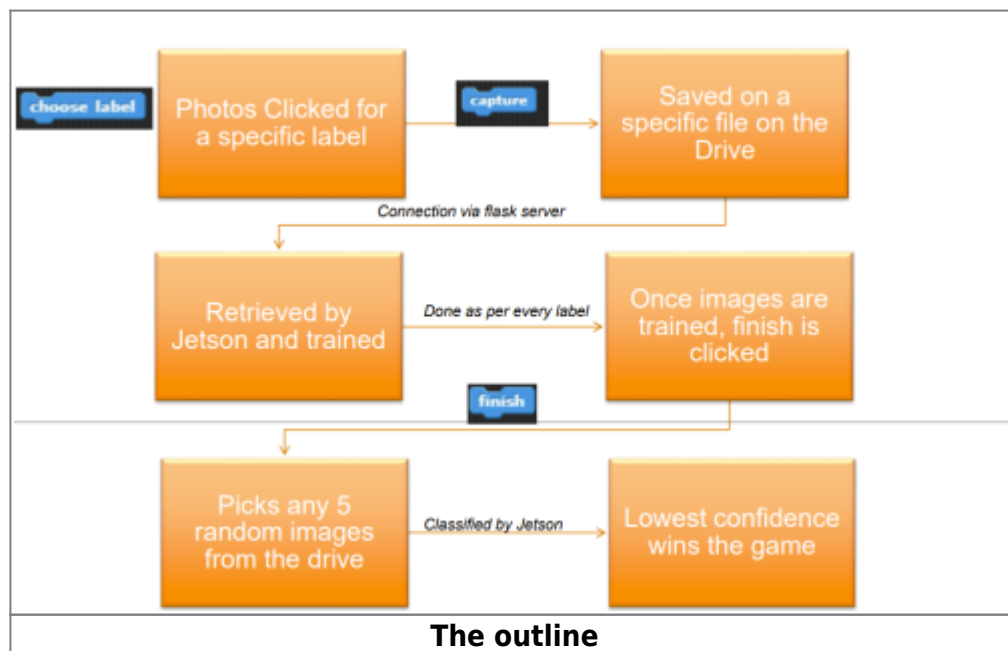 choose label
Photos Clicked for
a specific label
capture
Saved on a
specific file on the
Drive
Connection via flask server
Retrieved by
Jetson and trained
Done as per every label
Once images are
trained, finish is
clicked
finish
Picks any 5
random images
from the drive
Classified by Jetson
Lowest confidence
wins the game
The outline